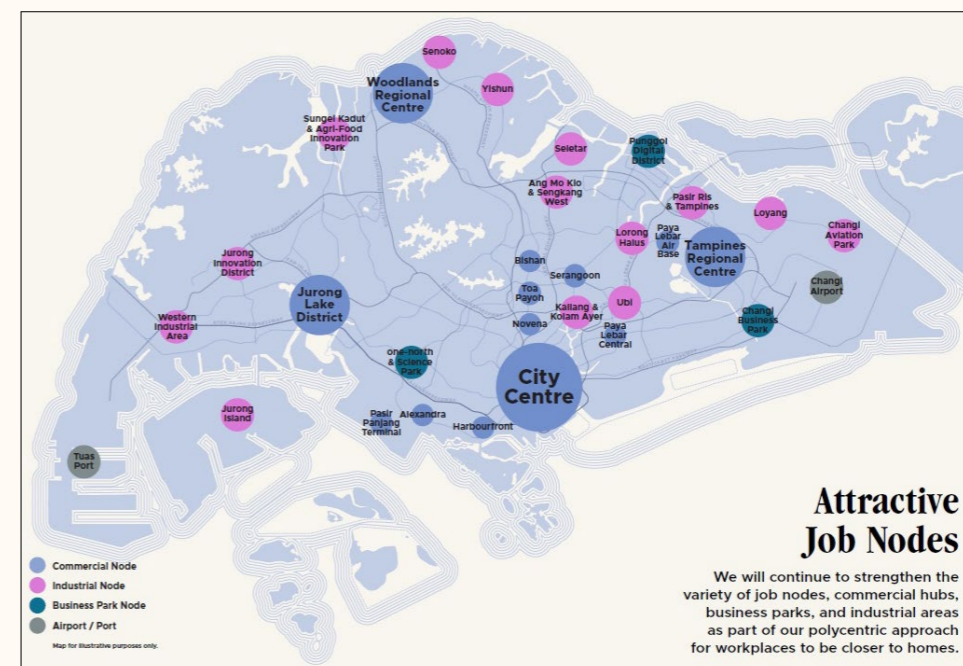 Senoko
Woodlands
Regional
Centre
Yishun
Sungei Kadut
& Agri-Food
Innovation
Park
Seletar
Punggol
Digital
District
Ang Mo Kio
& Sengkang
West
Pasir Ris
& Tampines
Loyang
Changi
Aviation
Park
Lorong
Halus
Paya
Lebar
Air
Base
Tampines
Regional
Centre
Jurong
Innovation
District
Bishan
Serangoon
Changi
Airport
Jurong
Lake
District
Toa
Payoh
Kallang &
Kolam Ayer
Ubi
Western
Industrial
Area
Novena
Paya
Lebar
Central
Changi
Business
Park
one-north
& Science
Park
City
Centre
Jurong
Island
Pasir
Panjang
Terminal
Alexandra
Harbourfront
Tuas
Port
Attractive
Job Nodes
We will continue to strengthen the
variety of job nodes, commercial hubs,
business parks, and industrial areas
as part of our polycentric approach
for workplaces to be closer to homes.
Commercial Node
Industrial Node
Business Park Node
Airport / Port
Map for illustrative purposes only.